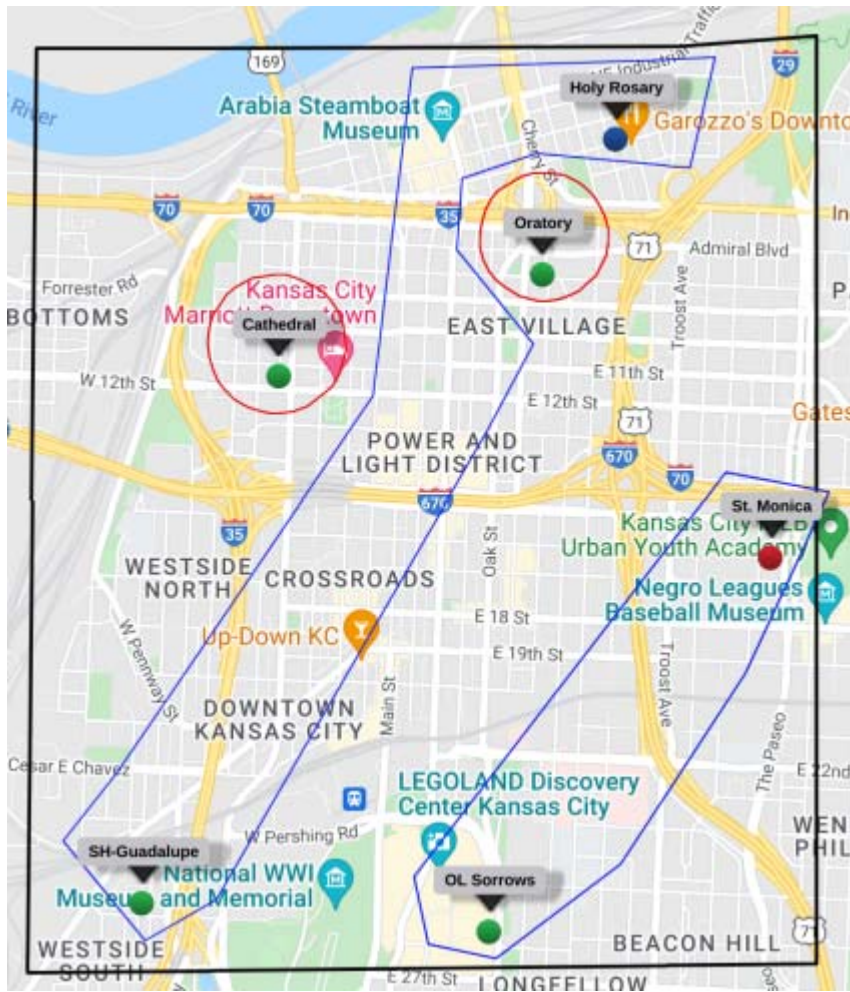 169
29
NE Industrial Traffic
Holy Rosary
Arabia Steamboat
Museum
River
Garozzo's Downto
Cherry St
70
70
35
In
Oratory
71
Admiral Blvd
Forrester Rd
Kansas City
Marriott Downtown
BOTTOMS
Cathedral
EAST VILLAGE
Troost Ave
W 12th St
E 11th St
E 12th St
71
Gates
POWER AND
LIGHT DISTRICT
670
70
670
St. Monica
35
Kansas City MLB
Urban Youth Academy
Oak St
WESTSIDE
NORTH
CROSSROADS
Negro Leagues
Baseball Museum
E 18 St
Up-Down KC
E 19th St
W Pennway St
Main St
Troost Ave
DOWNTOWN
KANSAS CITY
The Paseo
Cesar E Chavez
E 22nd
LEGOLAND Discovery
Center Kansas City
W Pershing Rd
WEN
PHIL
SH-Guadalupe
National WWI
Museum and Memorial
OL Sorrows
71
WESTSIDE
SOUTH
BEACON HILL
E 27th St
LONGFELLOW
Paseo